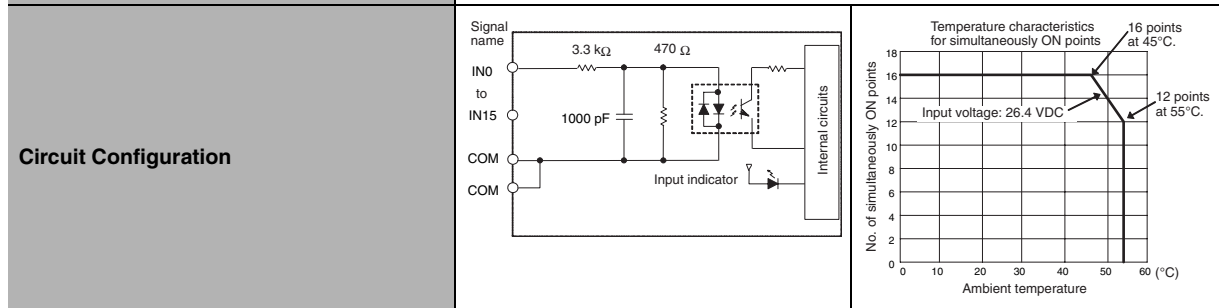 Circuit Configuration
Signal
name
3.3 kΩ
470 Ω
IN0
to
IN15
1000 pF
COM
COM
Input indicator
Internal circuits
Temperature characteristics
for simultaneously ON points
16 points
at 45°C.
12 points
at 55°C.
Input voltage: 26.4 VDC
No. of simultaneously ON points
18
16
14
12
10
8
6
4
2
0
0 10 20 30 40 50 60 (°C)
Ambient temperature